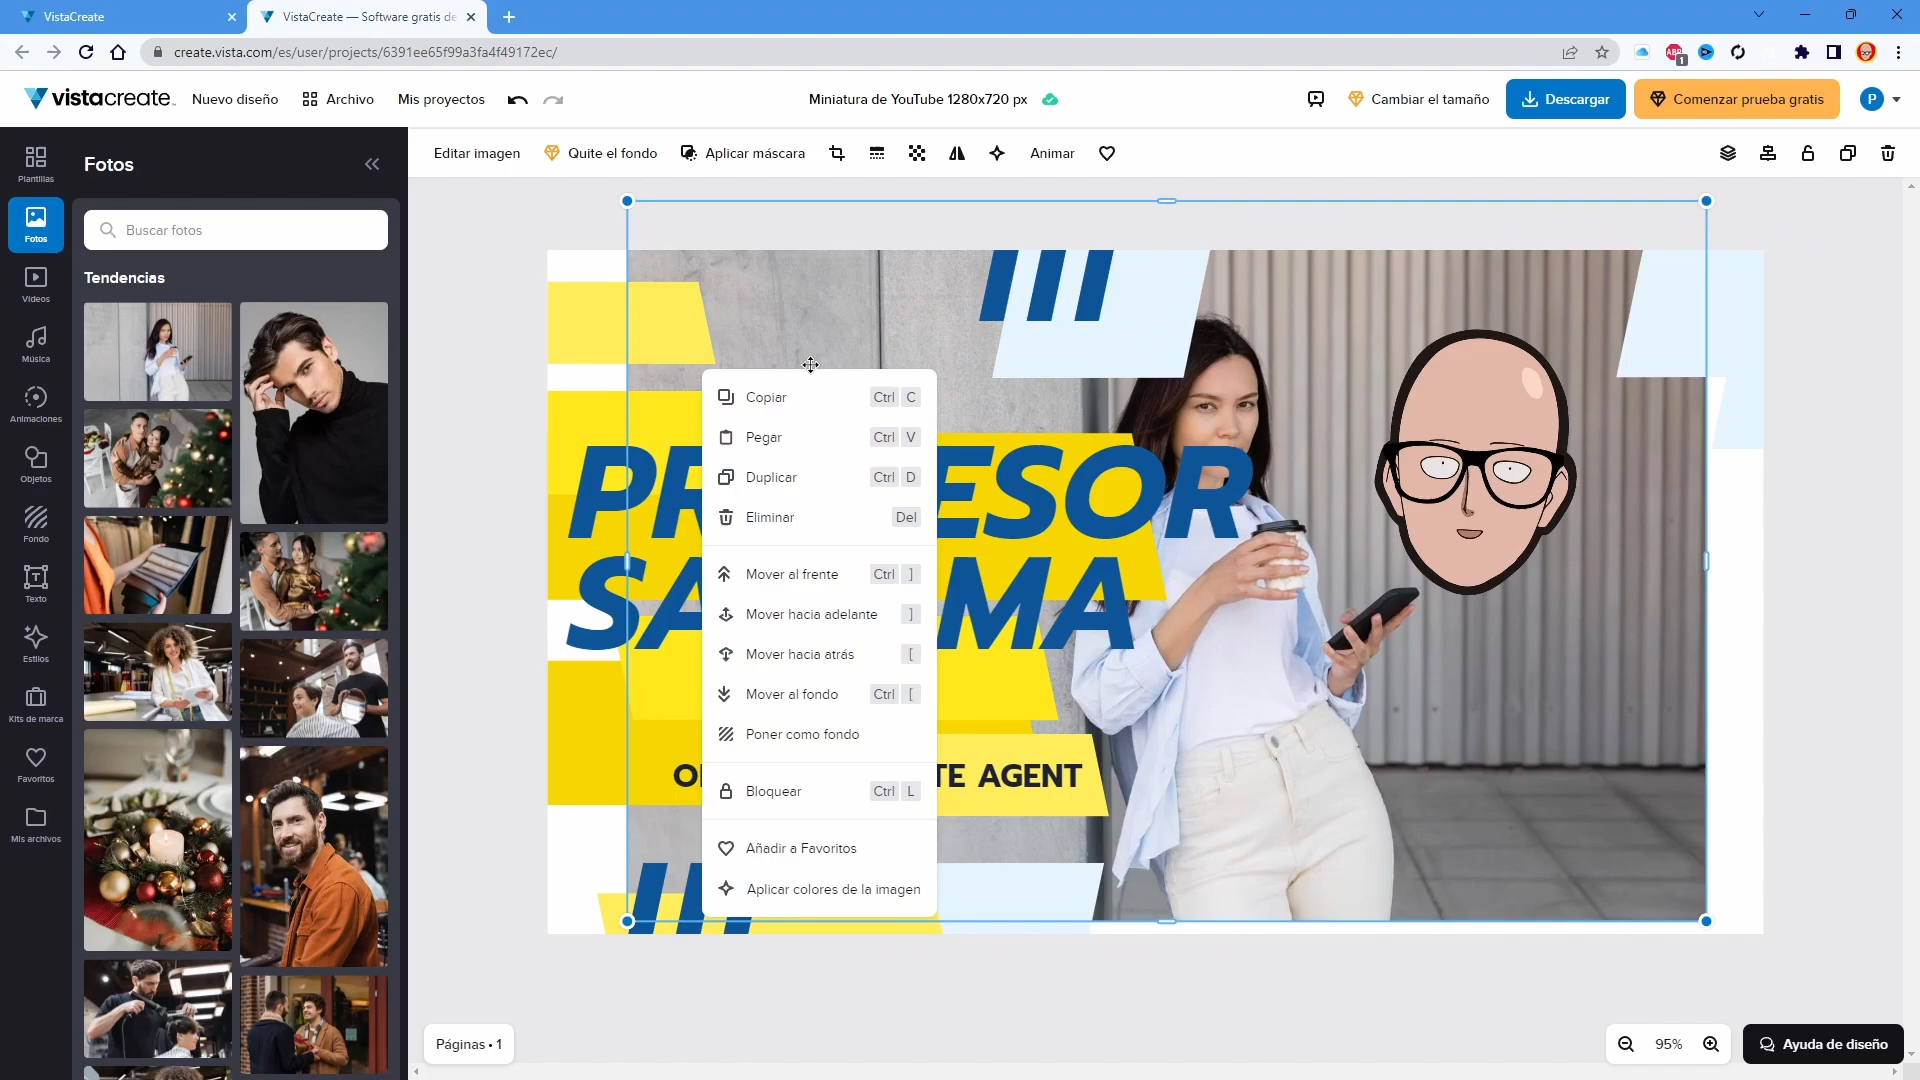 VistaCreate
VistaCreate — Software gratis de
create.vista.com/es/user/projects/6391ee65f99a3fa4f49172ec/
ABP
1
vistacreate
Nuevo diseño
Archivo
Mis proyectos
Miniatura de YouTube 1280x720 px
Cambiar el tamaño
Descargar
Comenzar prueba gratis
P
Plantillas
Fotos
Videos
Música
Animaciones
Objetos
Fondo
Texto
Estilos
Kits de marca
Favoritos
Mis archivos
Fotos
Buscar fotos
Tendencias
Editar imagen
Quite el fondo
Aplicar máscara
Animar
PR ESOR
SA MA
TE AGENT
Copiar Ctrl C
Pegar Ctrl V
Duplicar Ctrl D
Eliminar Del
Mover al frente Ctrl ]
Mover hacia adelante ]
Mover hacia atrás [
Mover al fondo Ctrl [
Poner como fondo
Bloquear Ctrl L
Añadir a Favoritos
Aplicar colores de la imagen
Páginas • 1
95%
Ayuda de diseño